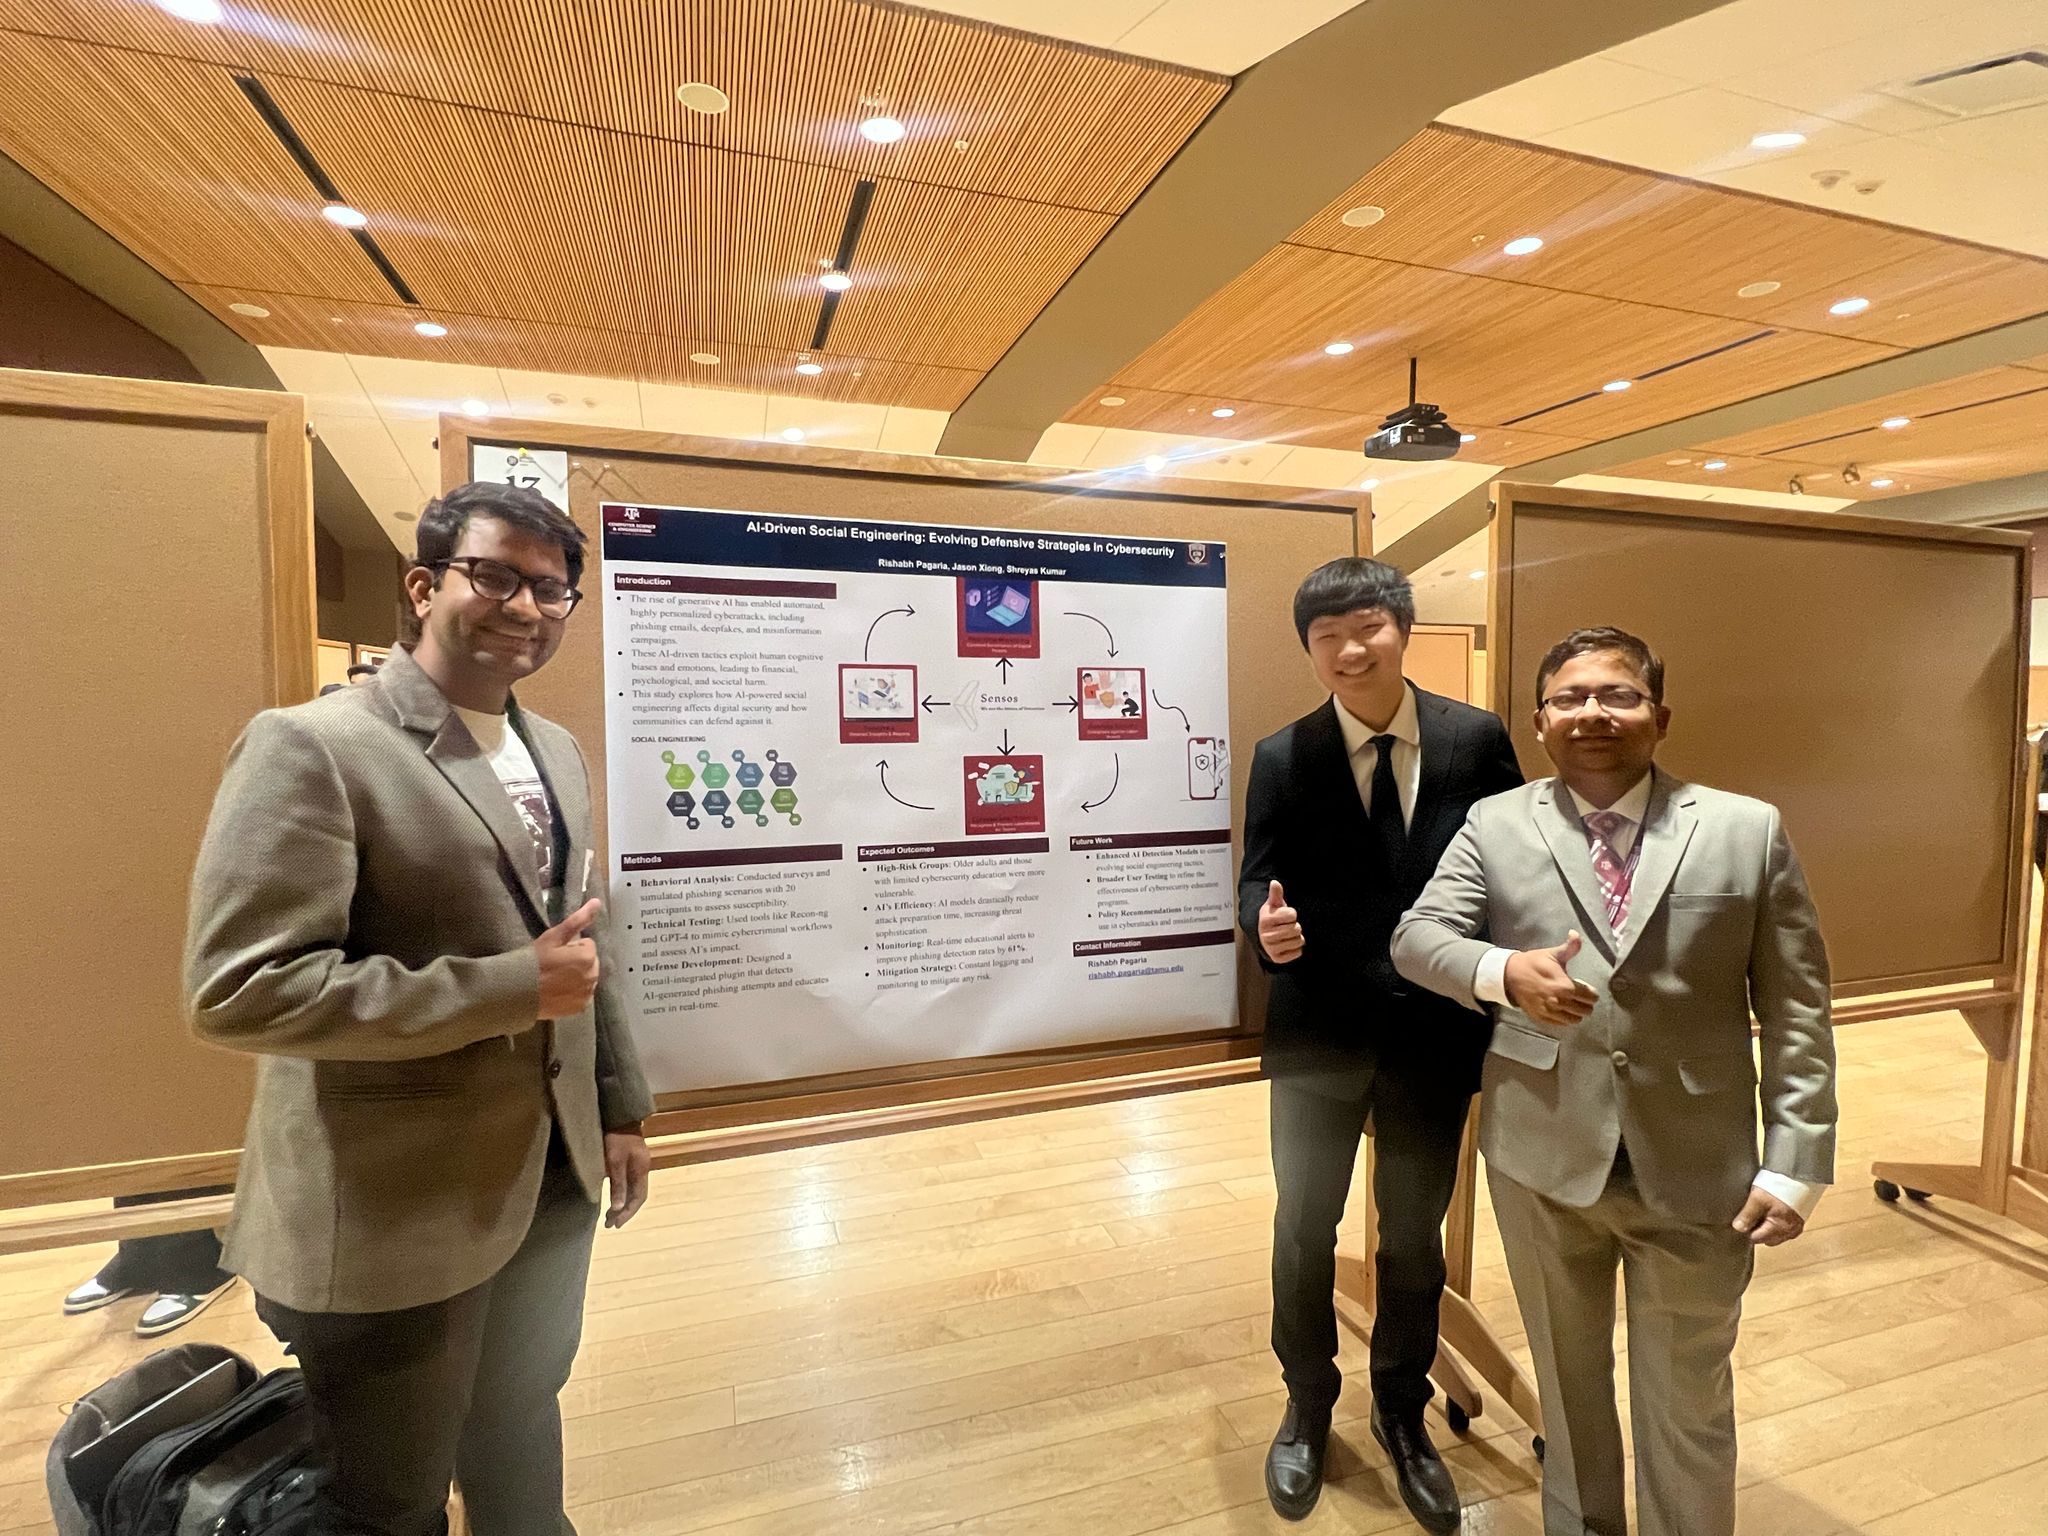 17
ATM
COMPUTER SCIENCE
& ENGINEERING
AI-Driven Social Engineering: Evolving Defensive Strategies in Cybersecurity
Rishabh Pagaria, Jason Xiong, Shreyas Kumar
Introduction
• The rise of generative AI has enabled automated,
highly personalized cyberattacks, including
phishing emails, deepfakes, and misinformation
campaigns.
• These AI-driven tactics exploit human cognitive
biases and emotions, leading to financial,
psychological, and societal harm.
• This study explores how AI-powered social
engineering affects digital security and how
communities can defend against it.
SOCIAL ENGINEERING
Sensos
We are the Sensos of Detection
Methods
• Behavioral Analysis: Conducted surveys and
simulated phishing scenarios with 20
participants to assess susceptibility.
• Technical Testing: Used tools like Recon-ng
and GPT-4 to mimic cybercriminal workflows
and assess AI's impact.
• Defense Development: Designed a
Gmail-integrated plugin that detects
AI-generated phishing attempts and educates
users in real-time.
Expected Outcomes
• High-Risk Groups: Older adults and those
with limited cybersecurity education were more
vulnerable.
• AI's Efficiency: AI models drastically reduce
attack preparation time, increasing threat
sophistication.
• Monitoring: Real-time educational alerts to
improve phishing detection rates by 61%.
• Mitigation Strategy: Constant logging and
monitoring to mitigate any risk.
Future Work
• Enhanced AI Detection Models to counter
evolving social engineering tactics.
• Broader User Testing to refine the
effectiveness of cybersecurity education
programs.
• Policy Recommendations for regulating AI's
use in cyberattacks and misinformation.
Contact Information
Rishabh Pagaria
rishabh.pagaria@tamu.edu